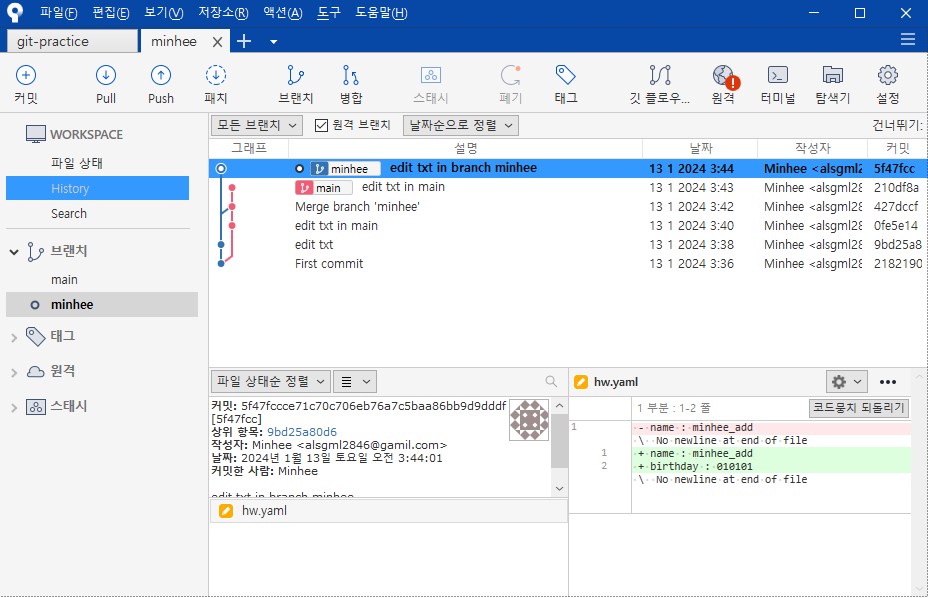 파일(F) 편집(E) 보기(V) 저장소(R) 액션(A) 도구 도움말(H)
git-practice minhee
커밋 Pull Push 패치 브랜치 병합 스태시 폐기 태그 깃 플로우... 원격 터미널 탐색기 설정
WORKSPACE
파일 상태
History
Search
브랜치
main
minhee
태그
원격
스태시
모든 브랜치 원격 브랜치 날짜순으로 정렬 건너뛰기:
그래프 설명 날짜 작성자 커밋
minhee edit txt in branch minhee 13 1 2024 3:44 Minhee <alsgml28 5f47fcc
main edit txt in main 13 1 2024 3:43 Minhee <alsgml28 210df8a
Merge branch 'minhee' 13 1 2024 3:42 Minhee <alsgml28 427dccf
edit txt in main 13 1 2024 3:40 Minhee <alsgml28 0fe5e14
edit txt 13 1 2024 3:38 Minhee <alsgml28 9bd25a8
First commit 13 1 2024 3:36 Minhee <alsgml28 2182190
파일 상태순 정렬
커밋: 5f47fccce71c70c706eb76a7c5baa86bb9d9dddf
[5f47fcc]
상위 항목: 9bd25a80d6
작성자: Minhee <alsgml2846@gamil.com>
날짜: 2024년 1월 13일 토요일 오전 3:44:01
커밋한 사람: Minhee
edit txt in branch minhee
hw.yaml
hw.yaml
1 부분 : 1-2 줄 코드뭉치 되돌리기
1 - name : minhee_add
\ No newline at end of file
1 + name : minhee_add
2 + birthday : 010101
\ No newline at end of file